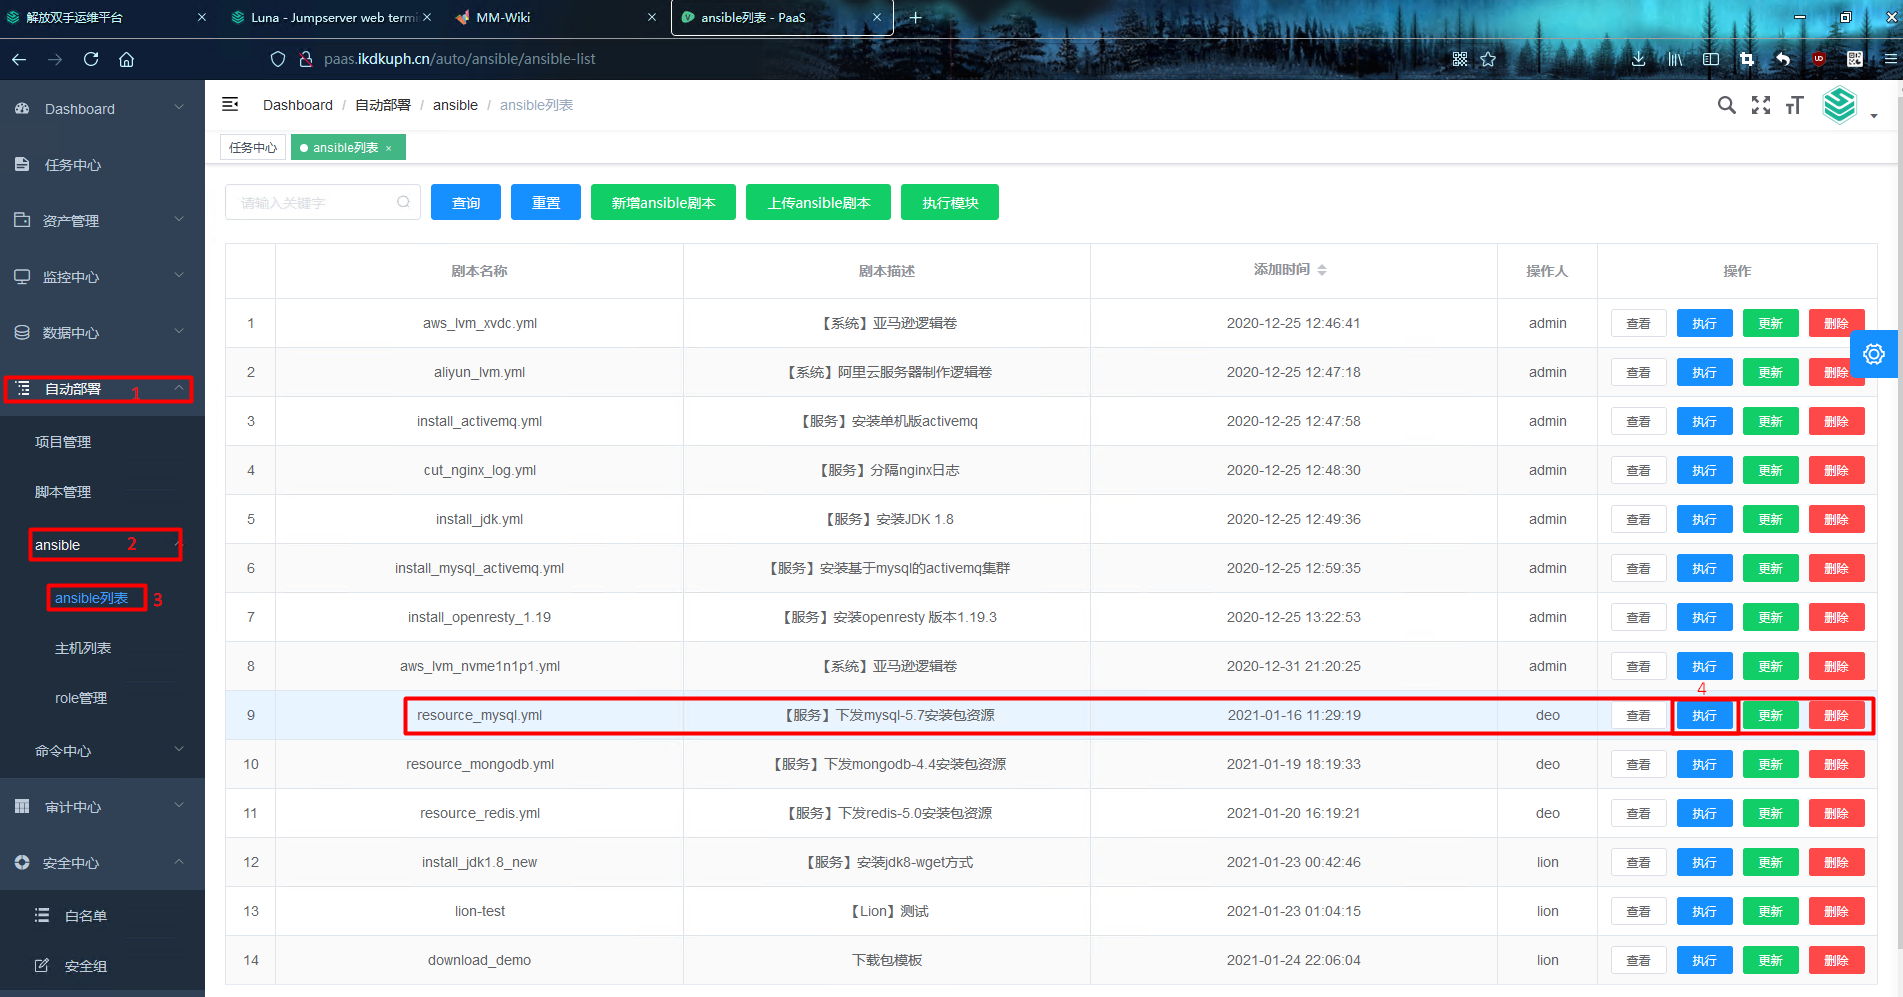 解放双手运维平台
Luna - Jumpserver web termi
MM-Wiki
ansible列表 - PaaS
paas.ikdkuph.cn/auto/ansible/ansible-list
Dashboard
任务中心
资产管理
监控中心
数据中心
自动部署 1
项目管理
脚本管理
ansible 2
ansible列表 3
主机列表
role管理
命令中心
审计中心
安全中心
白名单
安全组
Dashboard / 自动部署 / ansible / ansible列表
任务中心 ansible列表
请输入关键字 查询 重置 新增ansible剧本 上传ansible剧本 执行模块
剧本名称 剧本描述 添加时间 操作人 操作
1 aws_lvm_xvdc.yml 【系统】亚马逊逻辑卷 2020-12-25 12:46:41 admin 查看 执行 更新 删除
2 aliyun_lvm.yml 【系统】阿里云服务器制作逻辑卷 2020-12-25 12:47:18 admin 查看 执行 更新 删除
3 install_activemq.yml 【服务】安装单机版activemq 2020-12-25 12:47:58 admin 查看 执行 更新 删除
4 cut_nginx_log.yml 【服务】分隔nginx日志 2020-12-25 12:48:30 admin 查看 执行 更新 删除
5 install_jdk.yml 【服务】安装JDK 1.8 2020-12-25 12:49:36 admin 查看 执行 更新 删除
6 install_mysql_activemq.yml 【服务】安装基于mysql的activemq集群 2020-12-25 12:59:35 admin 查看 执行 更新 删除
7 install_openresty_1.19 【服务】安装openresty 版本1.19.3 2020-12-25 13:22:53 admin 查看 执行 更新 删除
8 aws_lvm_nvme1n1p1.yml 【系统】亚马逊逻辑卷 2020-12-31 21:20:25 admin 查看 执行 更新 删除
4
9 resource_mysql.yml 【服务】下发mysql-5.7安装包资源 2021-01-16 11:29:19 deo 查看 执行 更新 删除
10 resource_mongodb.yml 【服务】下发mongodb-4.4安装包资源 2021-01-19 18:19:33 deo 查看 执行 更新 删除
11 resource_redis.yml 【服务】下发redis-5.0安装包资源 2021-01-20 16:19:21 deo 查看 执行 更新 删除
12 install_jdk1.8_new 【服务】安装jdk8-wget方式 2021-01-23 00:42:46 lion 查看 执行 更新 删除
13 lion-test 【Lion】测试 2021-01-23 01:04:15 lion 查看 执行 更新 删除
14 download_demo 下载包模板 2021-01-24 22:06:04 lion 查看 执行 更新 删除